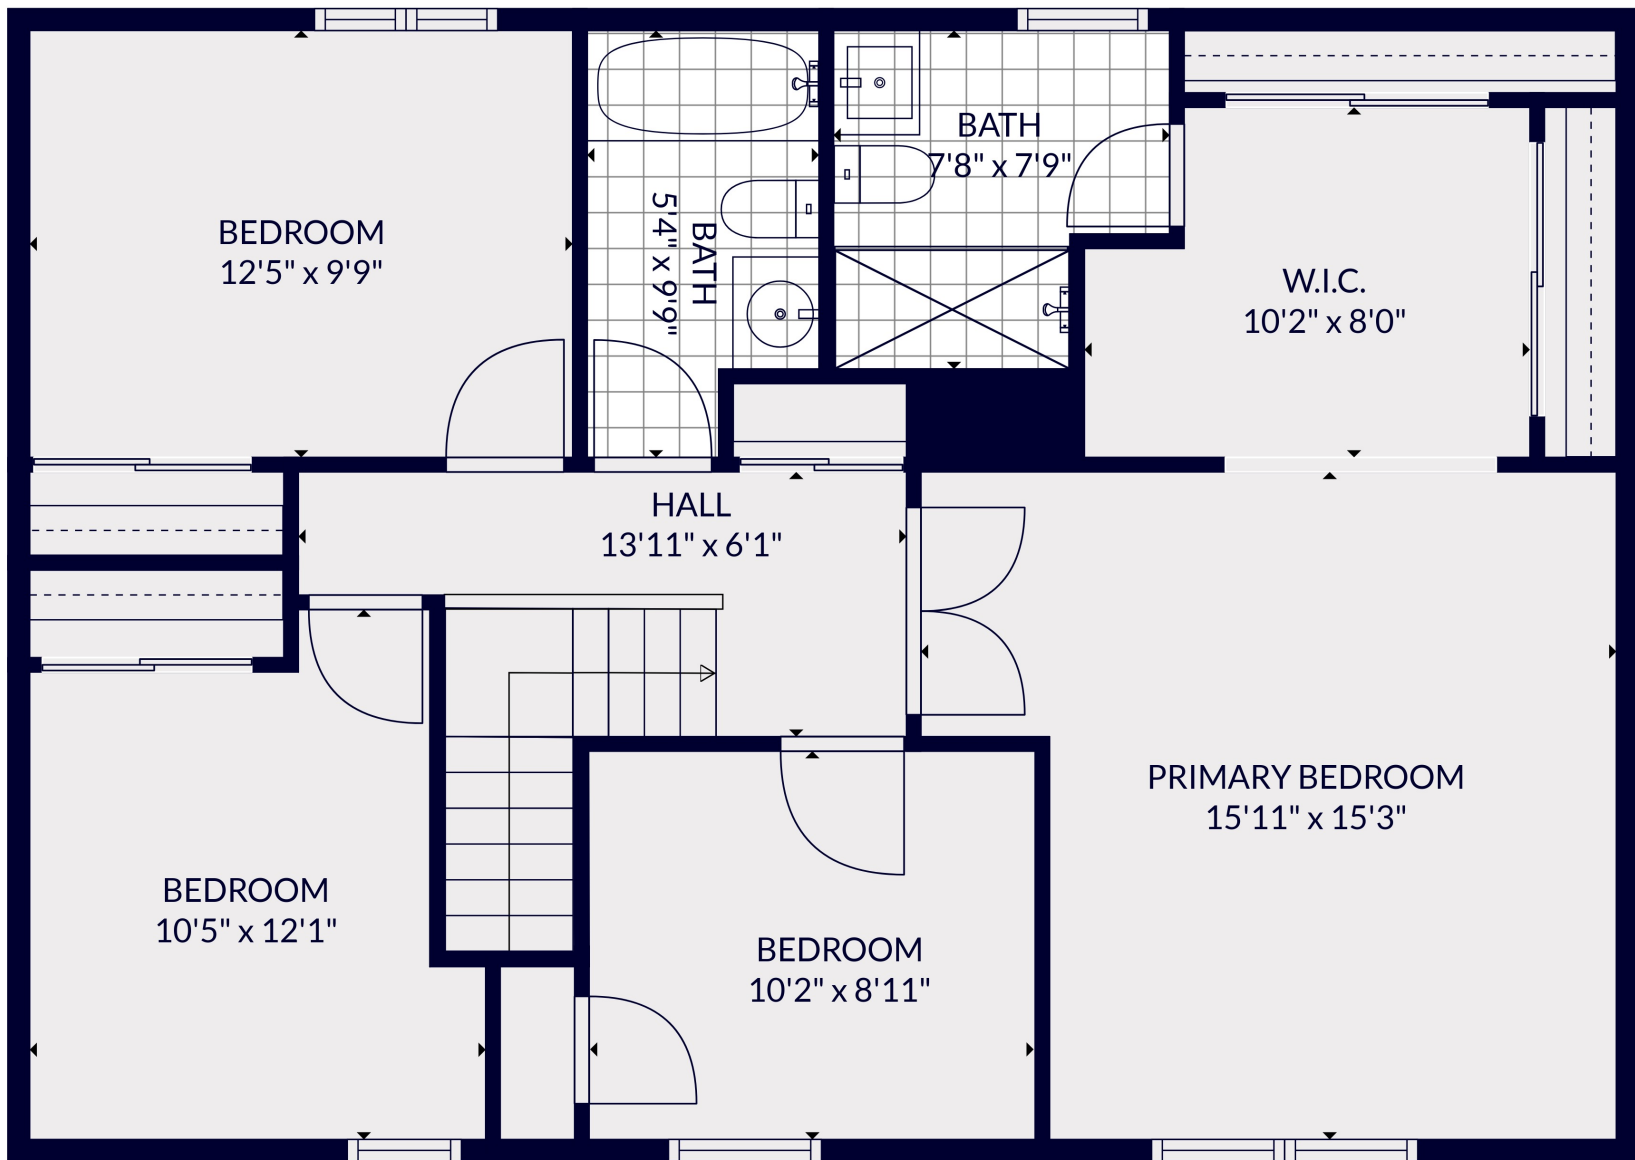 BEDROOM
12'5" x 9'9"
BATH
5'4" x 9'9"
BATH
7'8" x 7'9"
W.I.C.
10'2" x 8'0"
HALL
13'11" x 6'1"
PRIMARY BEDROOM
15'11" x 15'3"
BEDROOM
10'5" x 12'1"
BEDROOM
10'2" x 8'11"